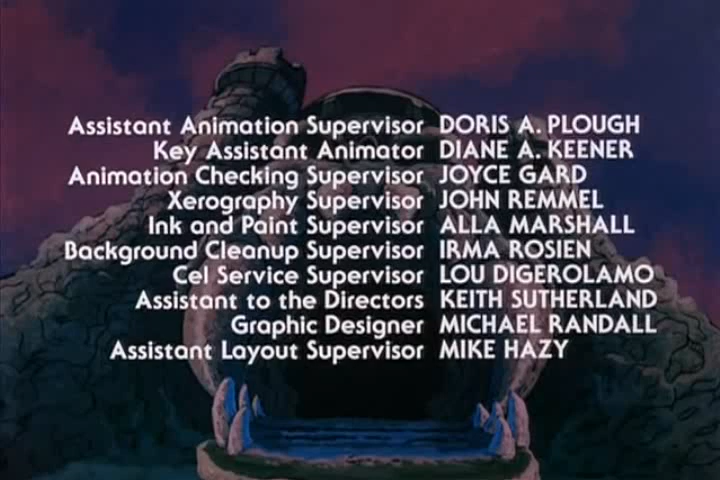 Assistant Animation Supervisor DORIS A. PLOUGH
Key Assistant Animator DIANE A. KEENER
Animation Checking Supervisor JOYCE GARD
Xerography Supervisor JOHN REMMEL
Ink and Paint Supervisor ALLA MARSHALL
Background Cleanup Supervisor IRMA ROSIEN
Cel Service Supervisor LOU DIGEROLAMO
Assistant to the Directors KEITH SUTHERLAND
Graphic Designer MICHAEL RANDALL
Assistant Layout Supervisor MIKE HAZY